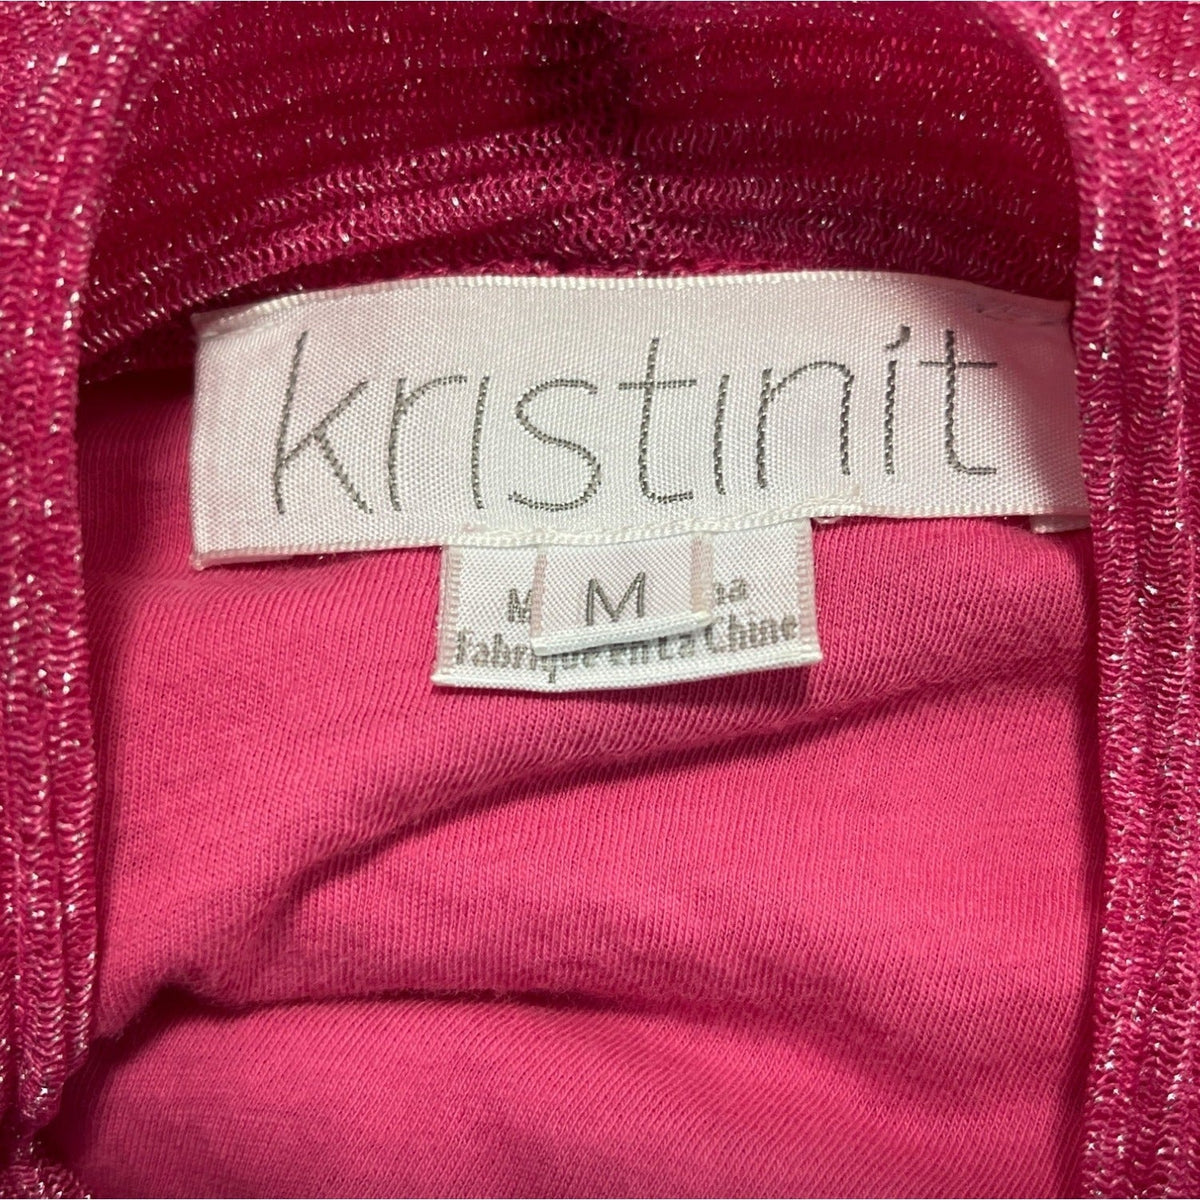 kristinit
M
Fabriqué en La Chine